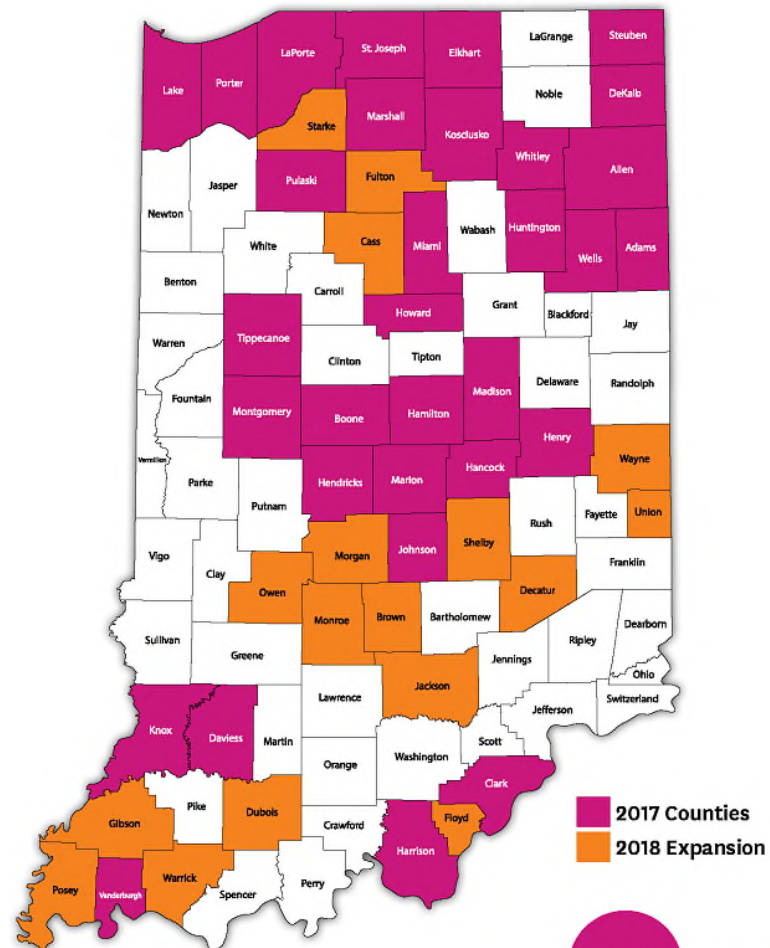 LaGrange
Steuben
St. Joseph
Elkhart
LaPorte
Lake
Porter
Noble
DeKalb
Starke
Marshall
Kosciusko
Whitley
Allen
Newton
Jasper
Pulaski
Fulton
White
Cass
Miami
Wabash
Huntington
Wells
Adams
Benton
Carroll
Howard
Grant
Blackford
Jay
Warren
Tippecanoe
Clinton
Tipton
Madison
Delaware
Randolph
Fountain
Montgomery
Boone
Hamilton
Henry
Wayne
Vermillion
Parke
Putnam
Hendricks
Marion
Hancock
Rush
Fayette
Union
Vigo
Clay
Morgan
Johnson
Shelby
Franklin
Owen
Monroe
Brown
Bartholomew
Decatur
Dearborn
Sullivan
Greene
Jennings
Ripley
Ohio
Switzerland
Lawrence
Jackson
Jefferson
Knox
Daviess
Martin
Orange
Washington
Scott
Clark
Gibson
Pike
Dubois
Crawford
Floyd
Harrison
Posey
Vanderburgh
Warrick
Spencer
Perry
2017 Counties
2018 Expansion